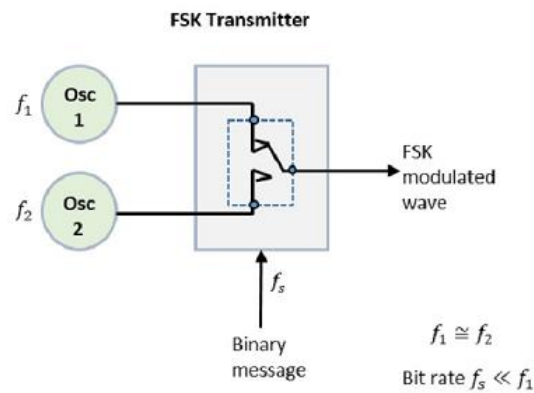 FSK Transmitter
f₁
Osc
1
f₂
Osc
2
FSK
modulated
wave
fₛ
Binary
message
f₁ ≅ f₂
Bit rate fₛ ≪ f₁